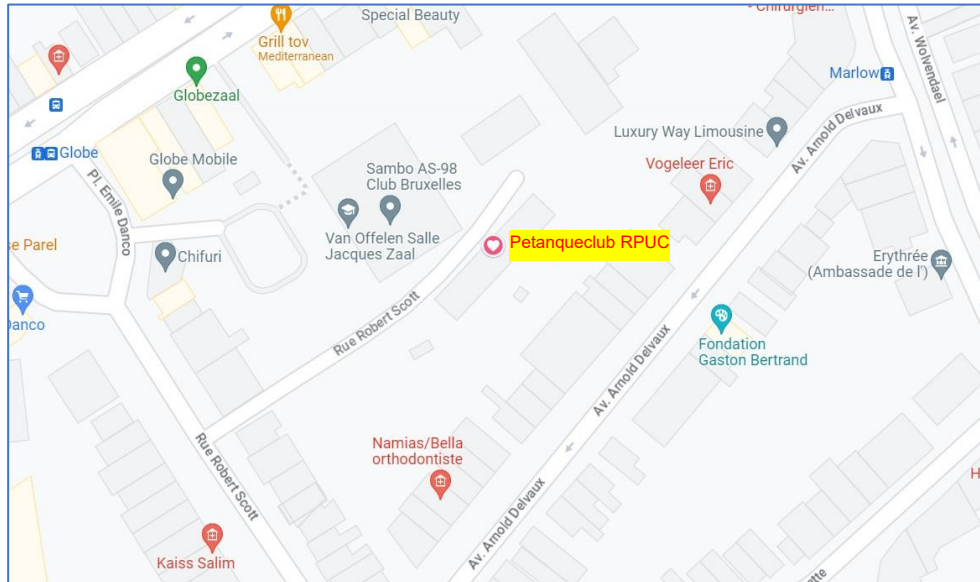 Special Beauty
- Chirurgien...
Grill tov
Mediterranean
Globezaal
Av. Wolvendael
Marlow
Globe
Globe Mobile
Luxury Way Limousine
Av. Arnold Delvaux
Pl. Emile Danco
Sambo AS-98
Club Bruxelles
Vogeleer Eric
Van Offelen Salle
Jacques Zaal
Petanqueclub RPUC
se Parel
Chifuri
Erythrée
(Ambassade de l')
Danco
Rue Robert Scott
Fondation
Gaston Bertrand
Av. Arnold Delvaux
Namias/Bella
orthodontiste
Rue Robert Scott
H
Av. Arnold Delvaux
Kaiss Salim